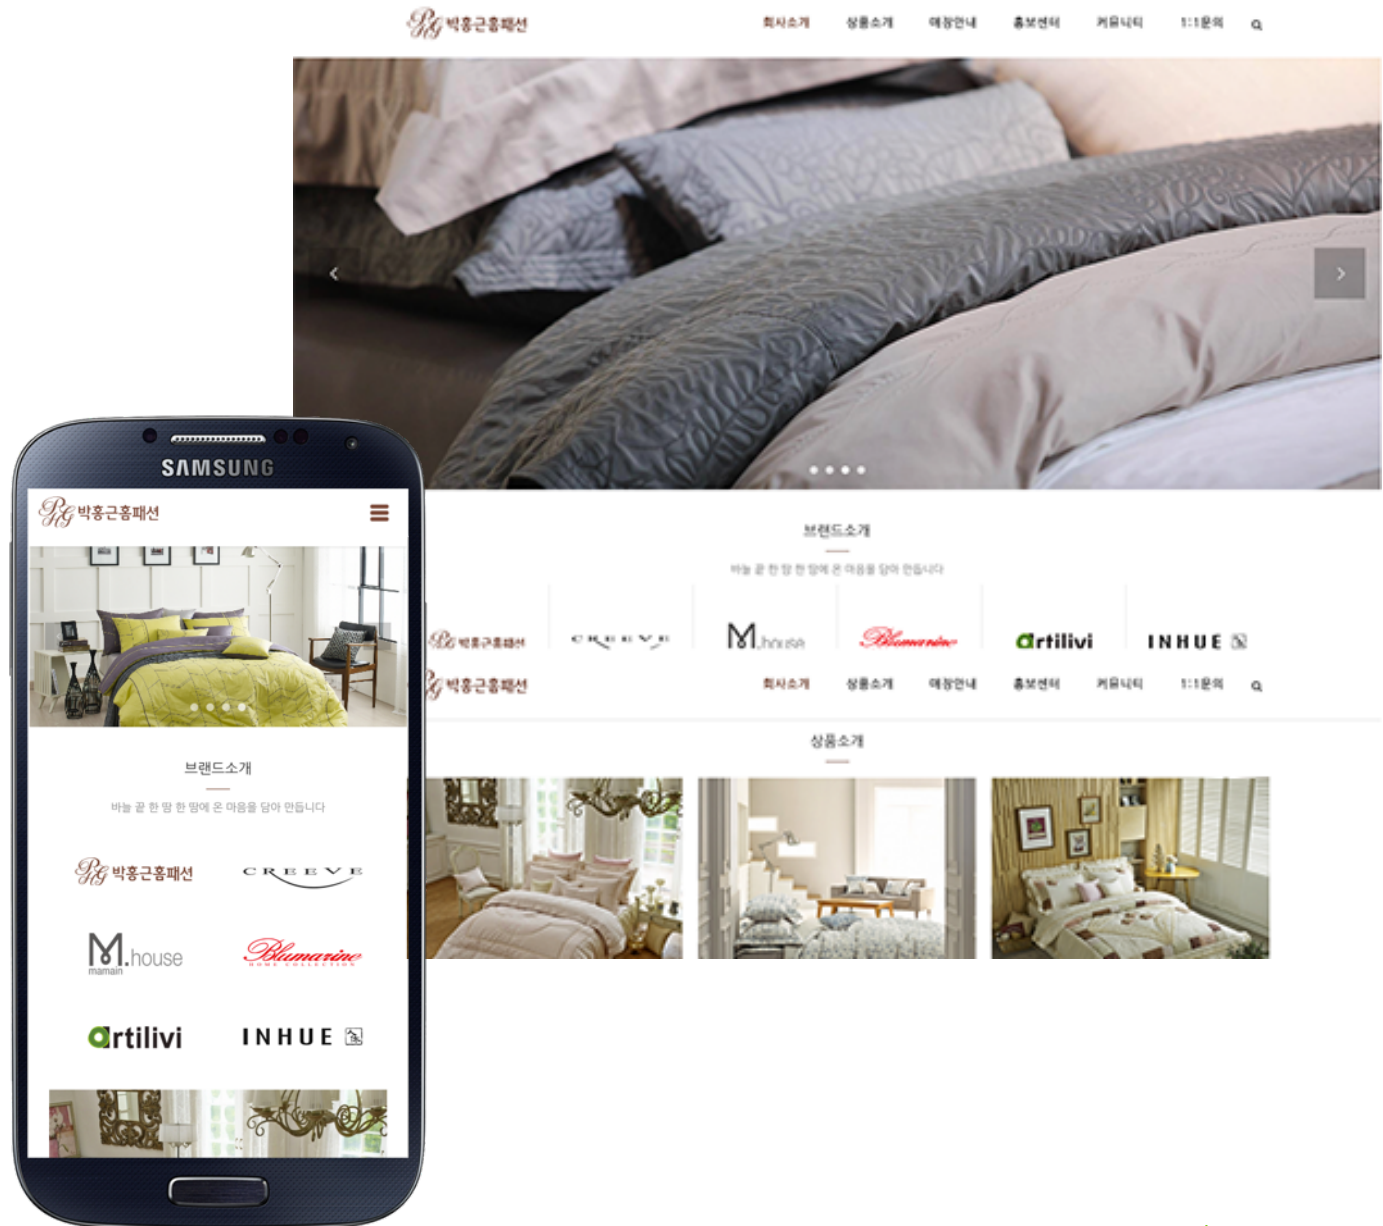 PHG 박홍근홈패션
회사소개 상품소개 매장안내 홍보센터 커뮤니티 1:1문의
브랜드소개
바늘 끝 한 땀 한 땀에 온 마음을 담아 만듭니다
PHG 박홍근홈패션 CREEVE M.house Blumarine artilivi INHUE
박홍근홈패션
회사소개 상품소개 매장안내 홍보센터 커뮤니티 1:1문의
상품소개
SAMSUNG
PHG 박홍근홈패션
브랜드소개
바늘 끝 한 땀 한 땀에 온 마음을 담아 만듭니다
PHG 박홍근홈패션 CREEVE
M.house
mamain
Blumarine
HOME COLLECTION
artilivi INHUE